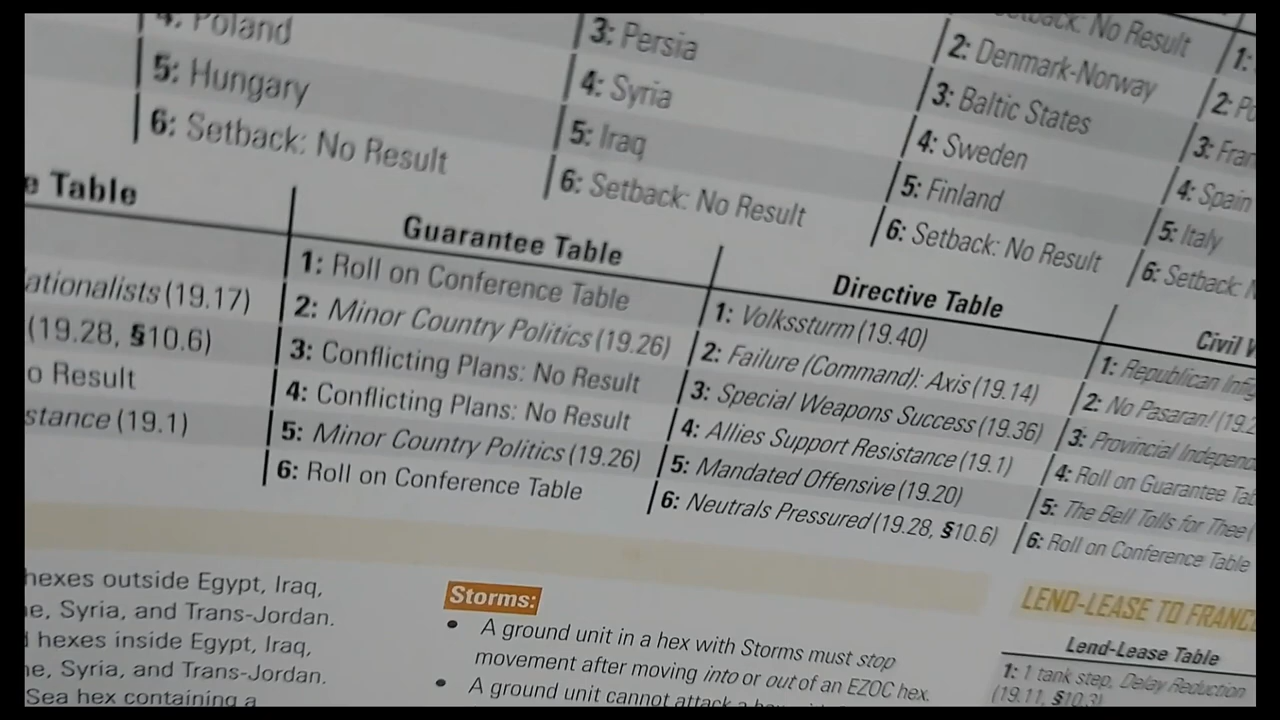 4: Poland
5: Hungary
6: Setback: No Result
3: Persia
4: Syria
5: Iraq
6: Setback: No Result
No Result
2: Denmark-Norway
3: Baltic States
4: Sweden
5: Finland
6: Setback: No Result
1:
2:
3:
4: Spain
5: Italy
6: Setback:
Table
(19.17)
(19.28, §10.6)
Result
(19.1)
Guarantee Table
1: Roll on Conference Table
2: Minor Country Politics (19.26)
3: Conflicting Plans: No Result
4: Conflicting Plans: No Result
5: Minor Country Politics (19.26)
6: Roll on Conference Table
Directive Table
1: Volkssturm (19.40)
2: Failure (Command): Axis (19.14)
3: Special Weapons Success (19.36)
4: Allies Support Resistance (19.1)
5: Mandated Offensive (19.20)
6: Neutrals Pressured (19.28, §10.6)
Civil
1: Republican
2: No Pasaran!
3: Provincial
4: Roll on Guarantee
5: The Bell Tolls for Thee
6: Roll on Conference Table
hexes outside Egypt, Iraq,
Syria, and Trans-Jordan.
hexes inside Egypt, Iraq,
Syria, and Trans-Jordan.
Sea hex containing a
Storms:
• A ground unit in a hex with Storms must stop
movement after moving into or out of an EZOC hex.
• A ground unit cannot attack a
LEND-LEASE TO FRANCE
Lend-Lease Table
1: 1 tank step, Delay Reduction
(19.11, §10.3)